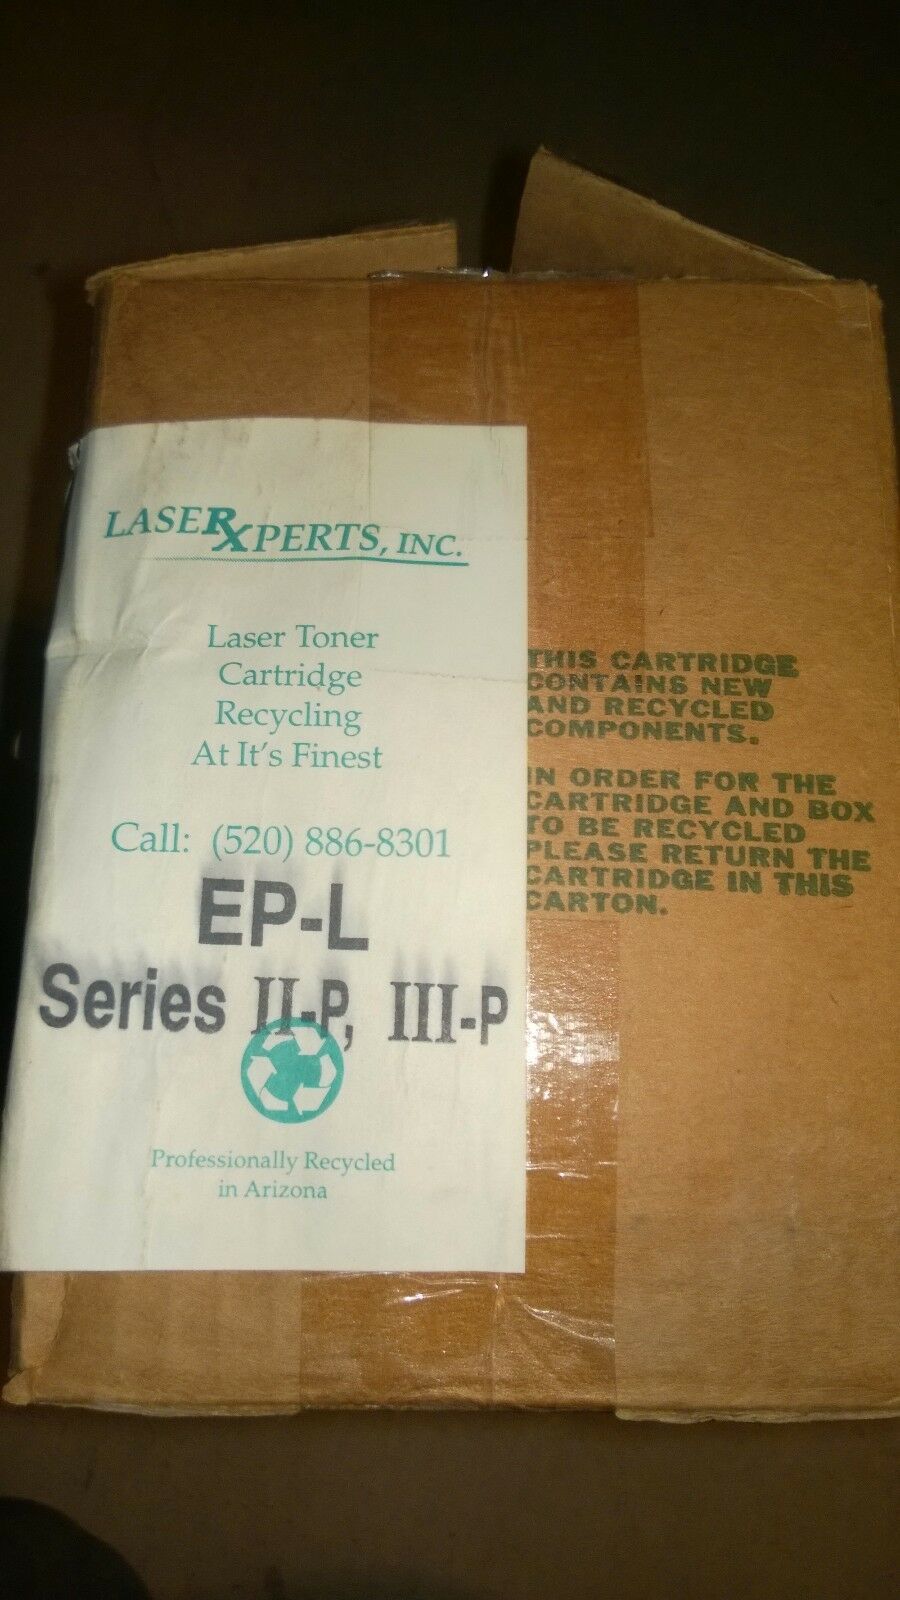 LASERXPERTS, INC.
Laser Toner
Cartridge
Recycling
At It's Finest
Call: (520) 886-8301
EP-L
Series II-P, III-P
Professionally Recycled
in Arizona
THIS CARTRIDGE
CONTAINS NEW
AND RECYCLED
COMPONENTS.
IN ORDER FOR THE
CARTRIDGE AND BOX
TO BE RECYCLED
PLEASE RETURN THE
CARTRIDGE IN THIS
CARTON.